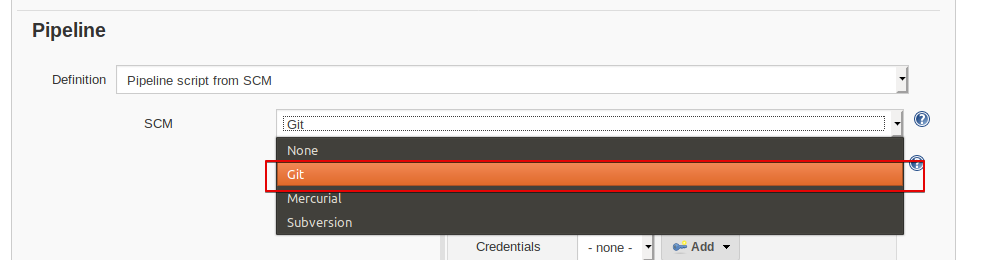 Pipeline
Definition Pipeline script from SCM
SCM Git
None
Git
Mercurial
Subversion
Credentials - none - Add